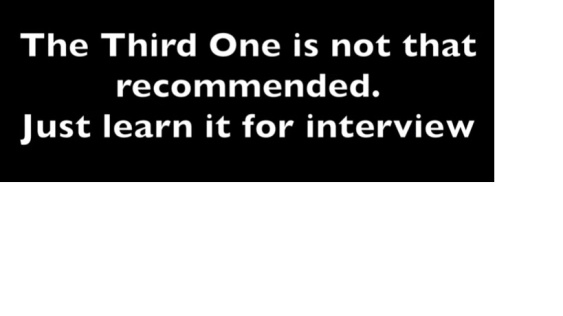 The Third One is not that
recommended.
Just learn it for interview